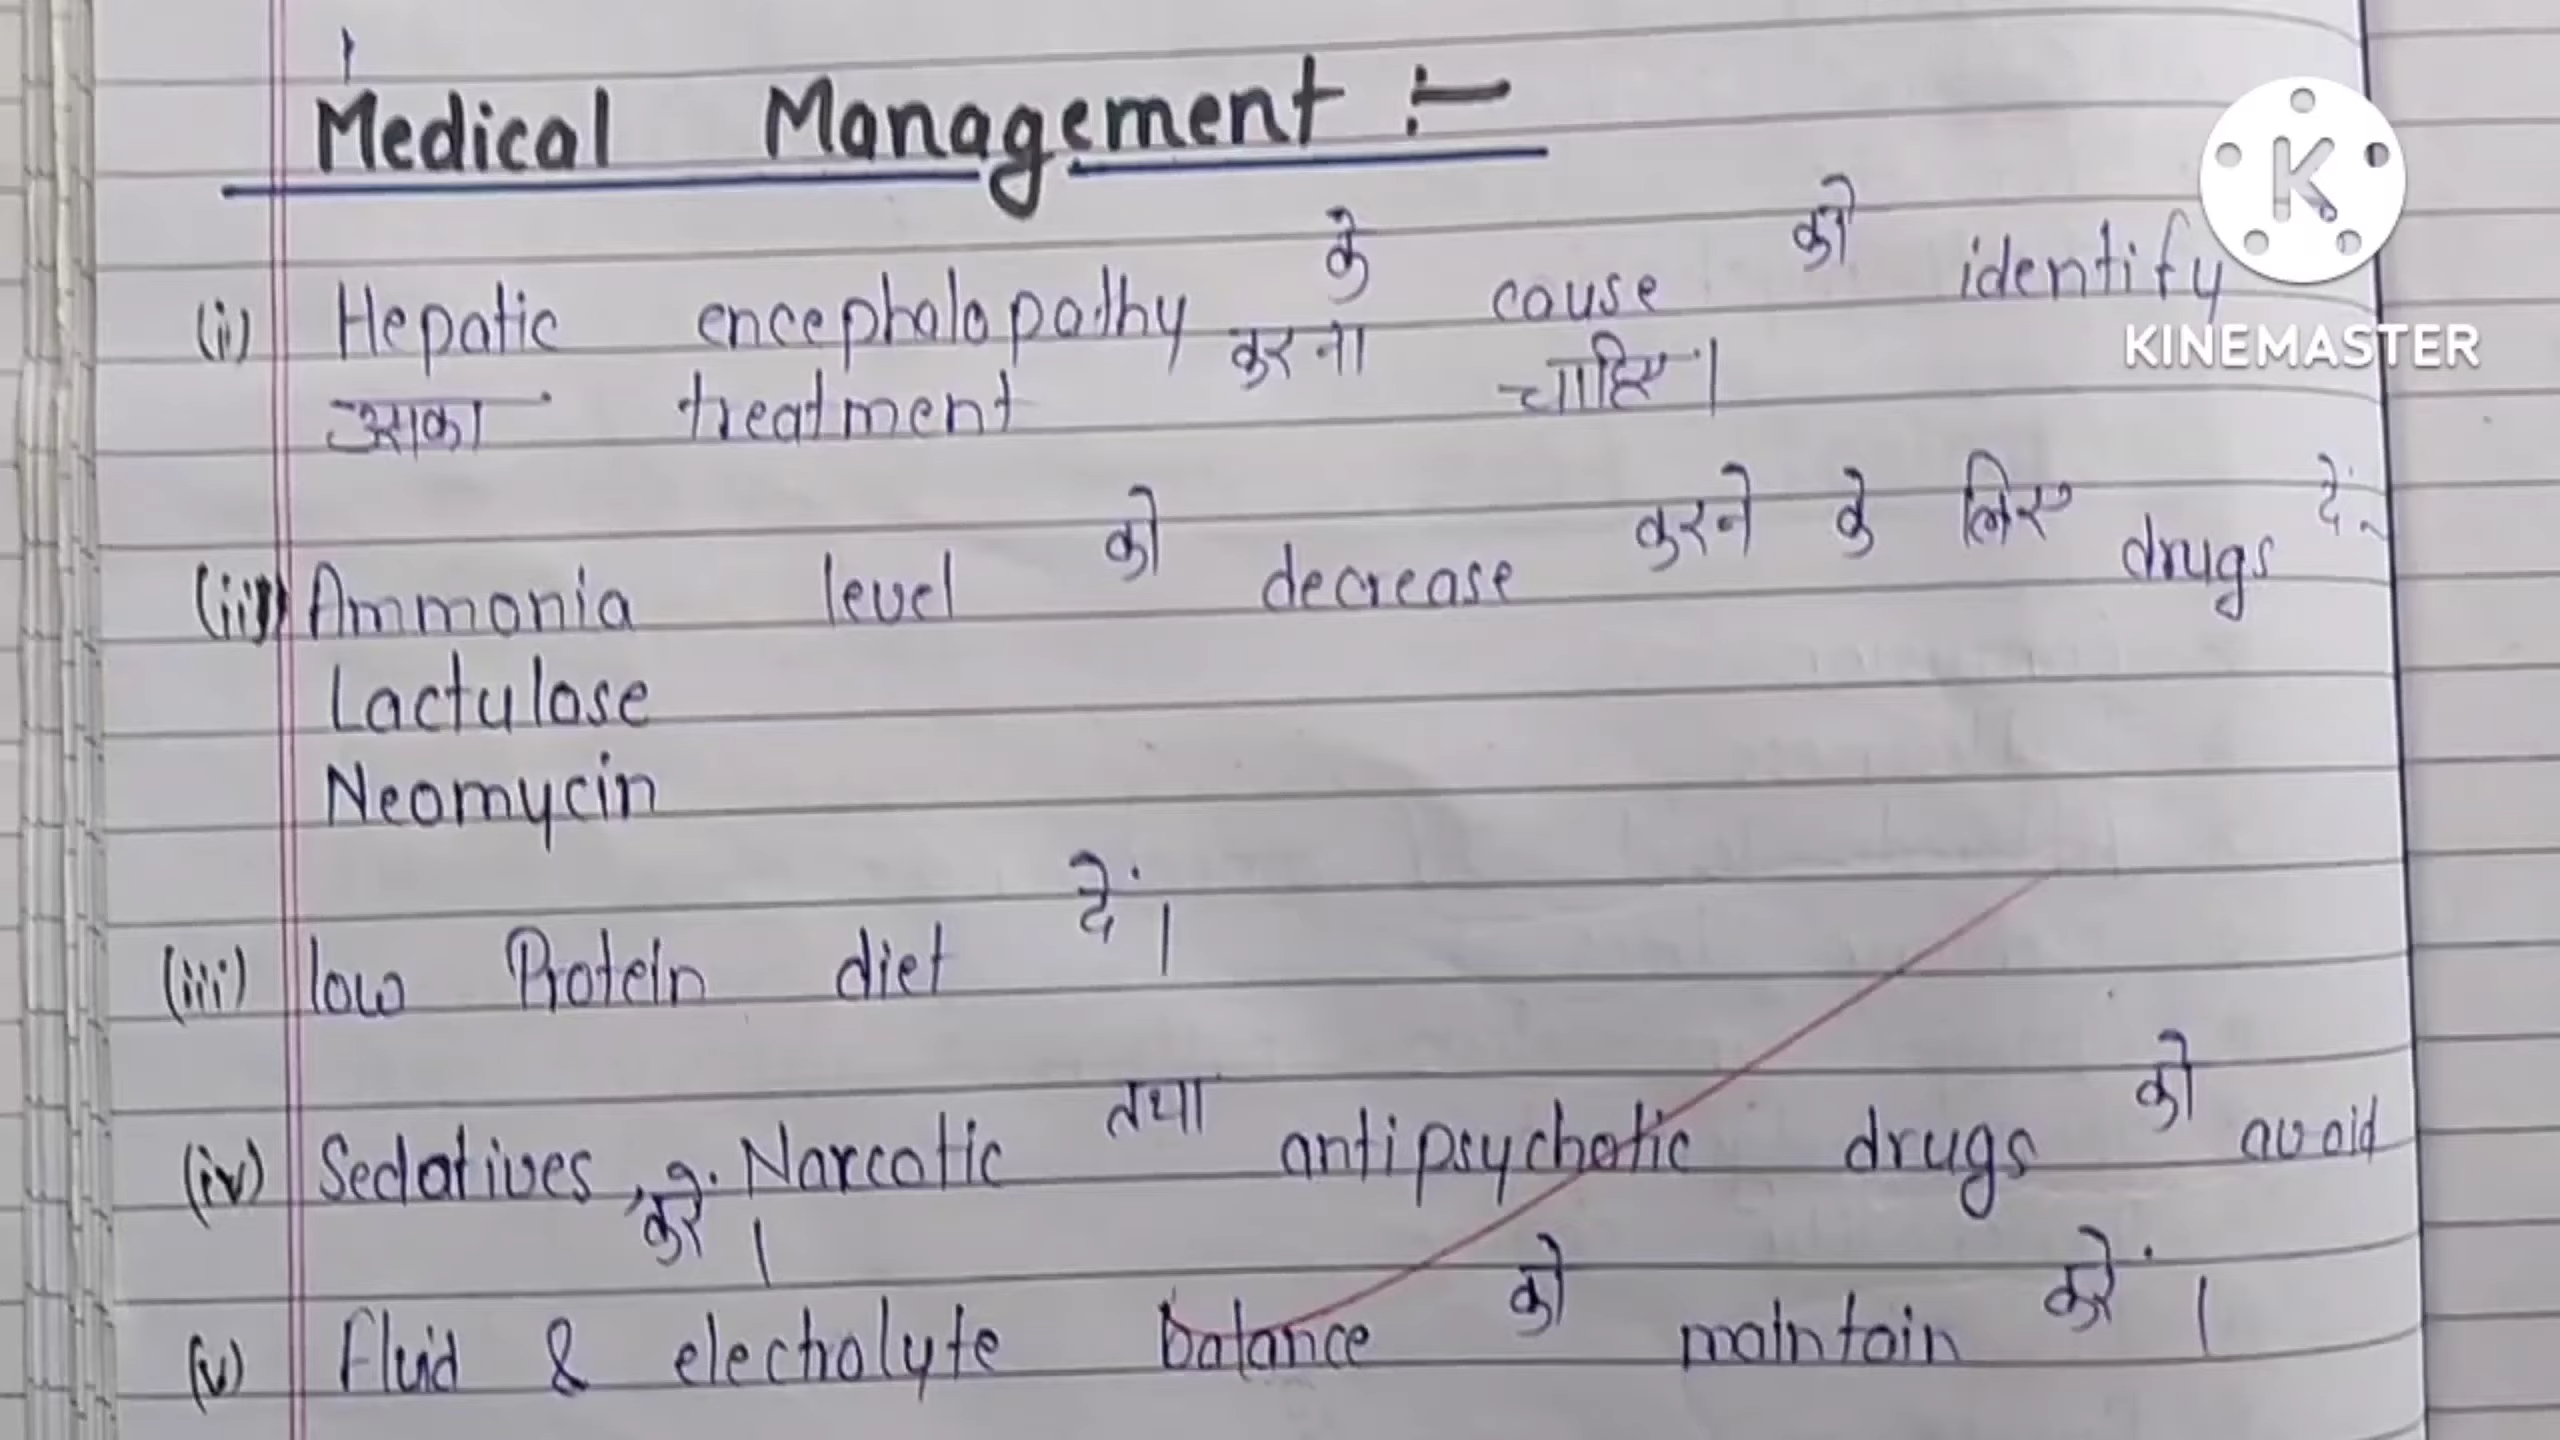 Medical Management :-
(i) Hepatic encephalopathy के cause को identify
उसका treatment करना चाहिए।
(ii) Ammonia level को decrease करने के लिए drugs दें
Lactulose
Neomycin
(iii) low Protein diet दें।
(iv) Sedatives, Narcotic तथा antipsychotic drugs को avoid
करें।
(v) Fluid & electrolyte balance को maintain करें।
KINEMASTER